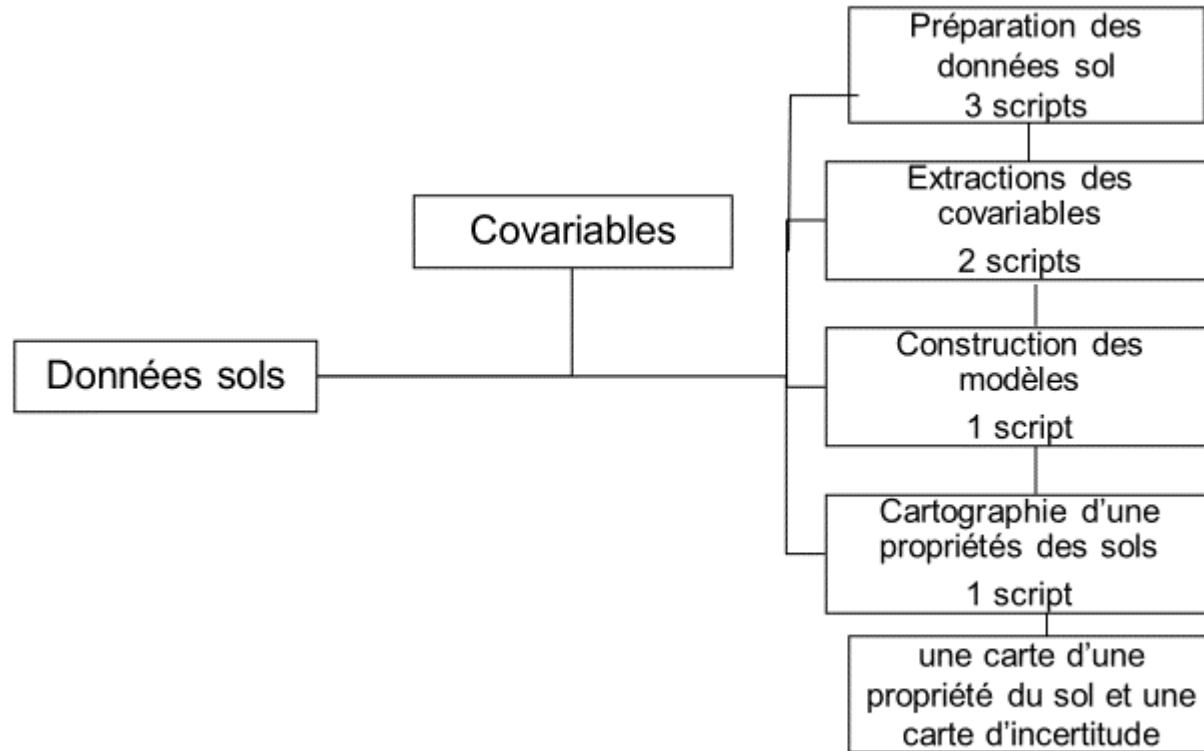 Données sols
Covariables
Préparation des
données sol
3 scripts
Extractions des
covariables
2 scripts
Construction des
modèles
1 script
Cartographie d'une
propriétés des sols
1 script
une carte d'une
propriété du sol et une
carte d'incertitude